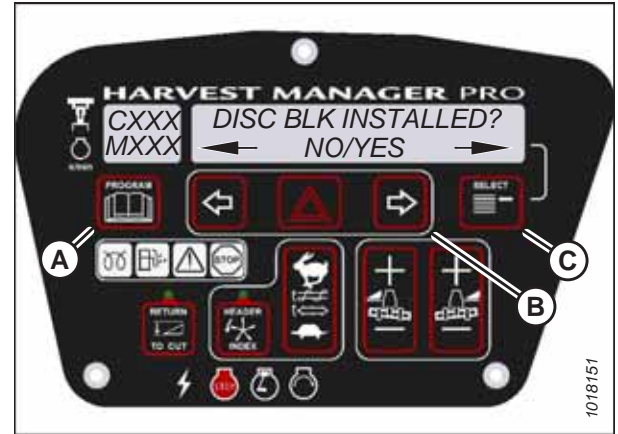 HARVEST MANAGER PRO
CXXX
MXXX
DISC BLK INSTALLED?
NO/YES
PROGRAM
SELECT
A
C
B
STOP
RETURN
TO CUT
HEADER
INDEX
STOP
1018151